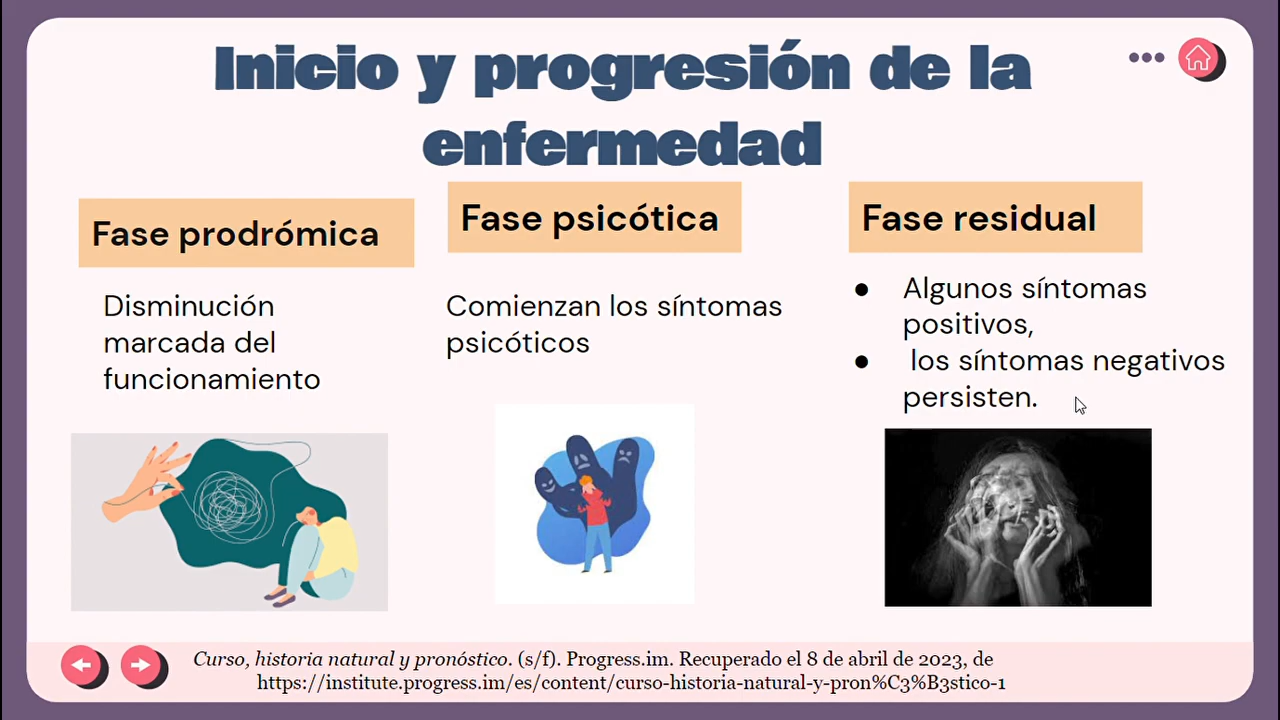 Inicio y progresión de la
enfermedad
Fase prodrómica
Disminución
marcada del
funcionamiento
Fase psicótica
Comienzan los síntomas
psicóticos
Fase residual
● Algunos síntomas
positivos,
● los síntomas negativos
persisten.
Curso, historia natural y pronóstico. (s/f). Progress.im. Recuperado el 8 de abril de 2023, de
https://institute.progress.im/es/content/curso-historia-natural-y-pron%C3%B3stico-1